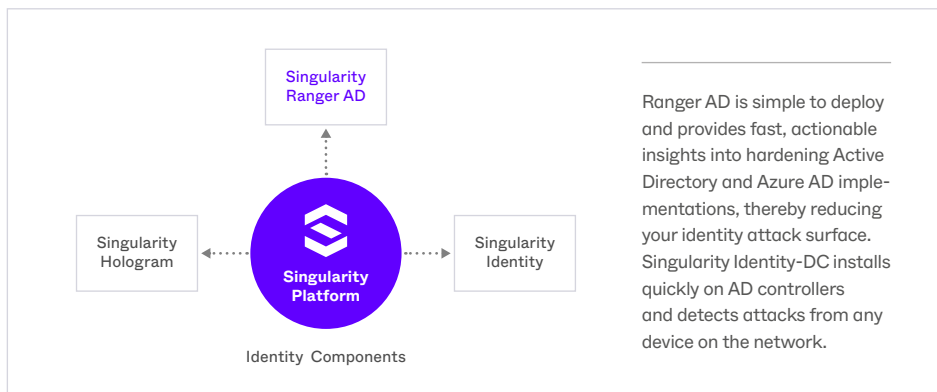 Singularity
Ranger AD
Singularity
Hologram
Singularity
Platform
Singularity
Identity
Identity Components
Ranger AD is simple to deploy
and provides fast, actionable
insights into hardening Active
Directory and Azure AD imple-
mentations, thereby reducing
your identity attack surface.
Singularity Identity-DC installs
quickly on AD controllers
and detects attacks from any
device on the network.